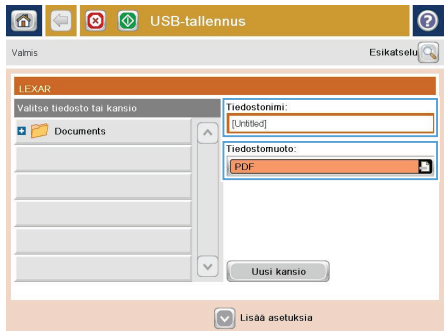 USB-tallennus
Valmis
Esikatselu
LEXAR
Valitse tiedosto tai kansio
Documents
Tiedostonimi:
[Untitled]
Tiedostomuoto:
PDF
Uusi kansio
Lisää asetuksia